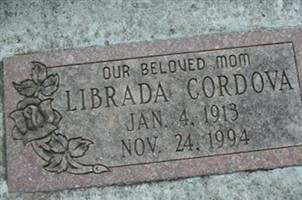 OUR BELOVED MOM
LIBRADA CORDOVA
JAN. 4, 1913
NOV. 24, 1994